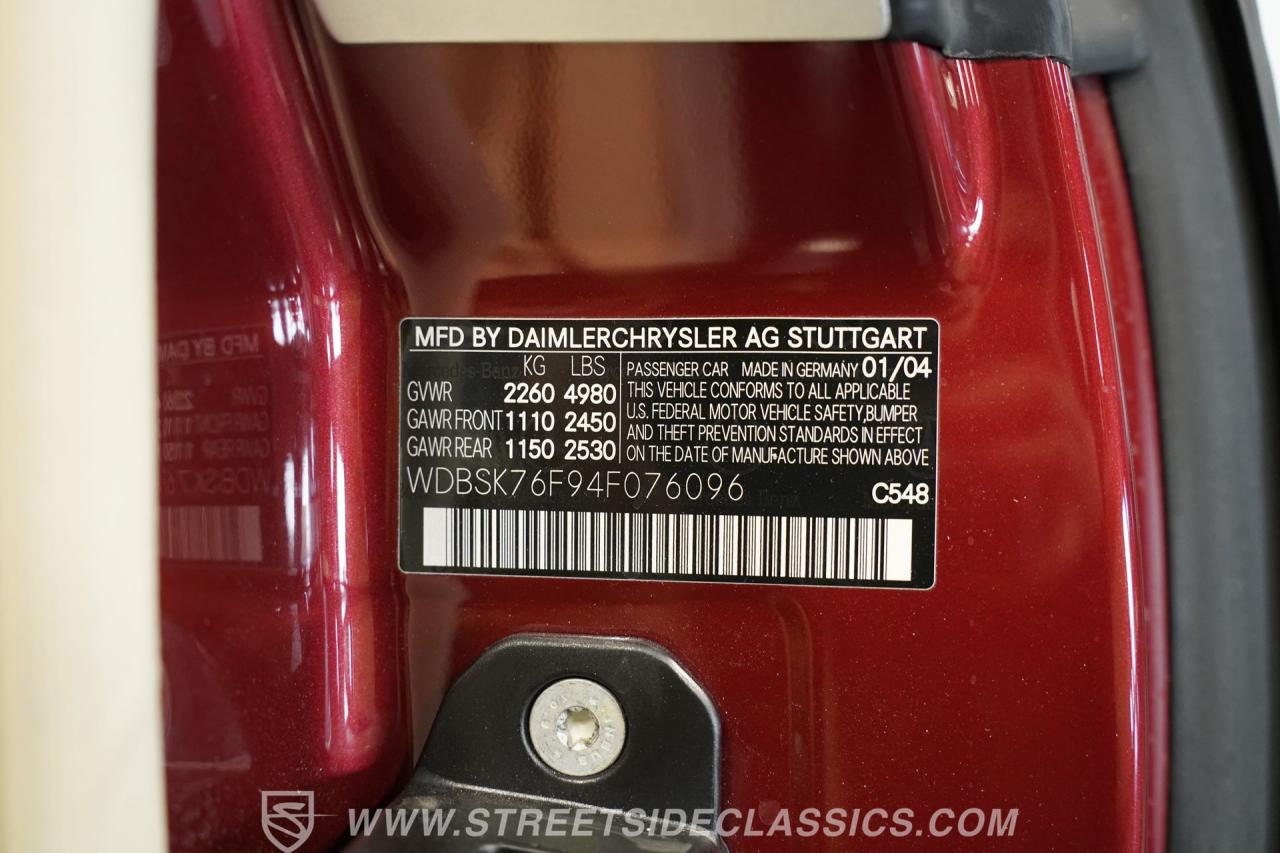 MFD BY DAIMLERCHRYSLER AG STUTTGART
KG LBS
GVWR 2260 4980
GAWR FRONT 1110 2450
GAWR REAR 1150 2530
PASSENGER CAR MADE IN GERMANY 01/04
THIS VEHICLE CONFORMS TO ALL APPLICABLE
U.S. FEDERAL MOTOR VEHICLE SAFETY,BUMPER
AND THEFT PREVENTION STANDARDS IN EFFECT
ON THE DATE OF MANUFACTURE SHOWN ABOVE
WDBSK76F94F076096
C548
WWW.STREETSIDECLASSICS.COM